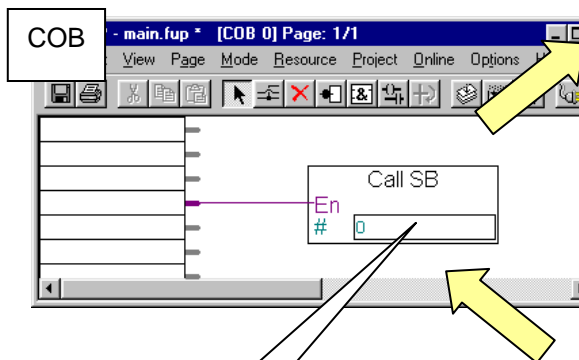 COB
- main.fup * [COB 0] Page: 1/1
View Page Mode Resource Project Online Options
Call SB
En
# 0